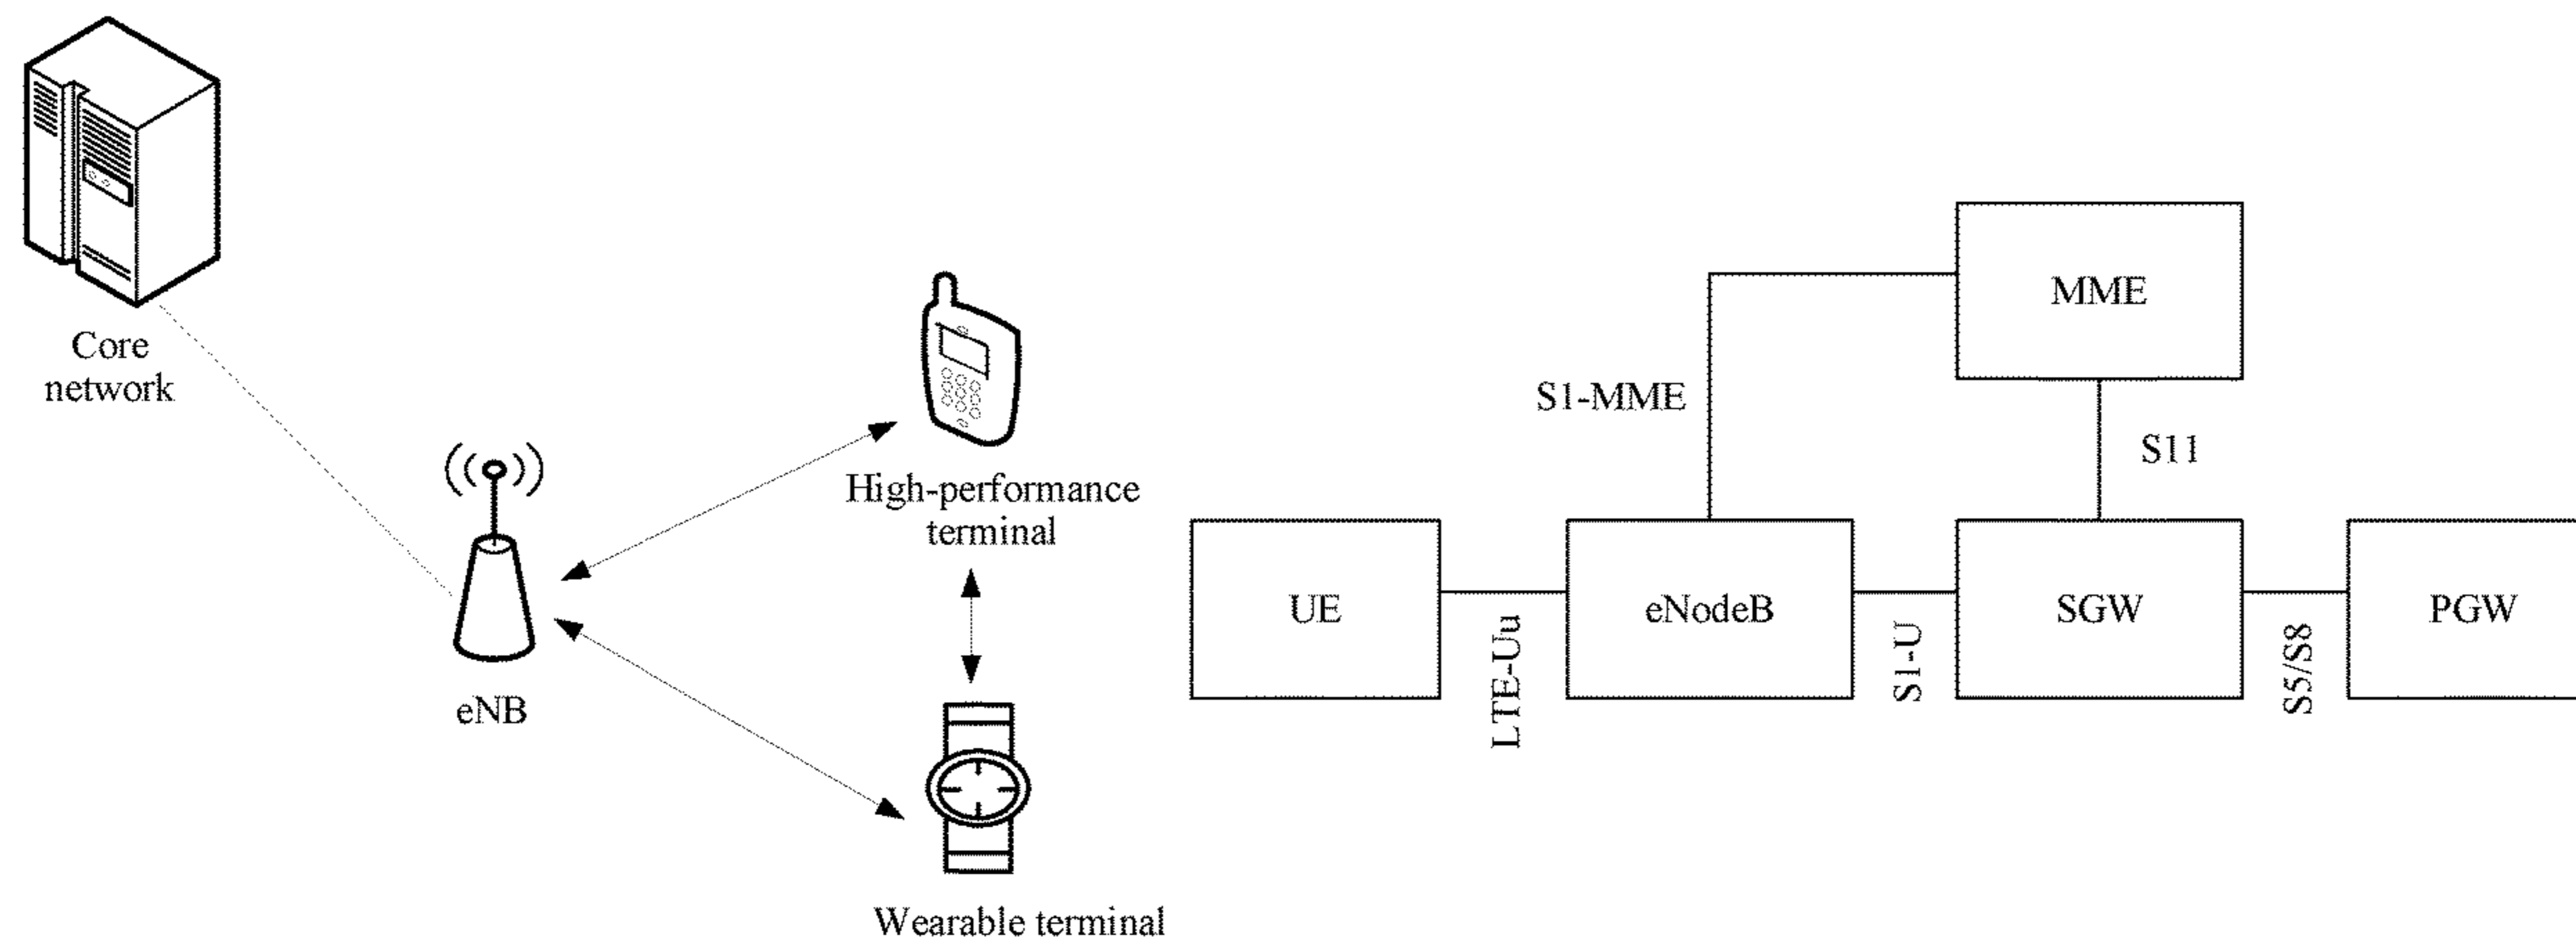 Core
network
eNB
High-performance
terminal
Wearable terminal
MME
S1-MME
S11
UE
LTE-Uu
eNodeB
S1-U
SGW
S5/S8
PGW